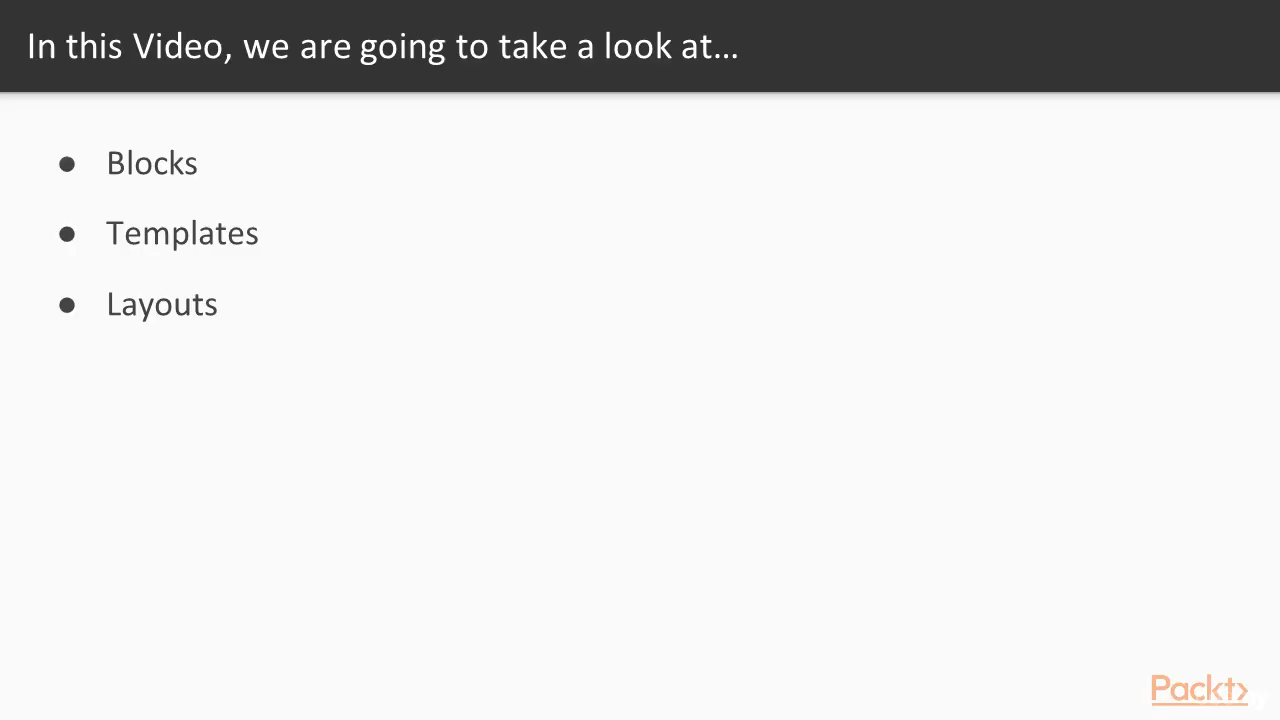 In this Video, we are going to take a look at...
● Blocks
● Templates
● Layouts
Packt>